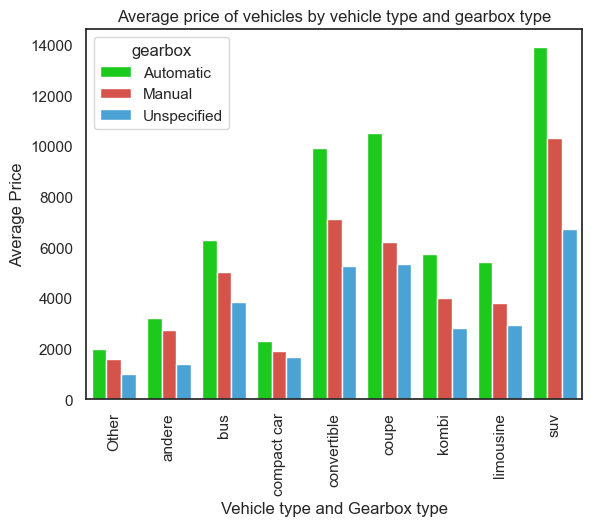 Average price of vehicles by vehicle type and gearbox type
gearbox
Automatic
Manual
Unspecified
Average Price
14000
12000
10000
8000
6000
4000
2000
0
Other
andere
bus
compact car
convertible
coupe
kombi
limousine
suv
Vehicle type and Gearbox type